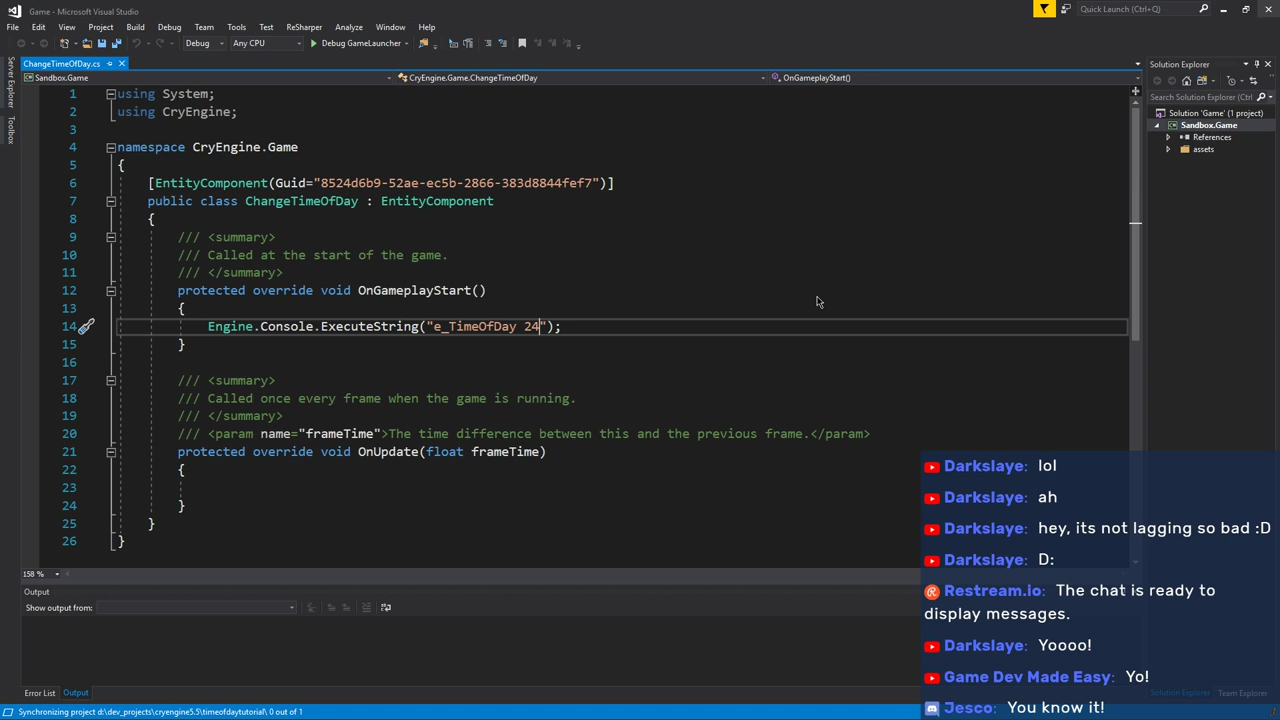 Game - Microsoft Visual Studio
Quick Launch (Ctrl+Q)
File Edit View Project Build Debug Team Tools Test ReSharper Analyze Window Help
Debug Any CPU Debug GameLauncher
Server Explorer
Toolbox
ChangeTimeOfDay.cs
Sandbox.Game CryEngine.Game.ChangeTimeOfDay OnGameplayStart()
1 using System;
2 using CryEngine;
3
4 namespace CryEngine.Game
5 {
6 [EntityComponent(Guid="8524d6b9-52ae-ec5b-2866-383d8844fef7")]
7 public class ChangeTimeOfDay : EntityComponent
8 {
9 /// <summary>
10 /// Called at the start of the game.
11 /// </summary>
12 protected override void OnGameplayStart()
13 {
14 Engine.Console.ExecuteString("e_TimeOfDay 24");
15 }
16
17 /// <summary>
18 /// Called once every frame when the game is running.
19 /// </summary>
20 /// <param name="frameTime">The time difference between this and the previous frame.</param>
21 protected override void OnUpdate(float frameTime)
22 {
23
24 }
25 }
26 }
158 %
Solution Explorer
Search Solution Explorer (Ctrl
Solution 'Game' (1 project)
Sandbox.Game
References
assets
Output
Show output from:
Error List Output
Solution Explorer Team Explorer
Synchronizing project d:\dev_projects\cryengine5.5\timeofdaytutorial\ 0 out of 1
Darkslaye: lol
Darkslaye: ah
Darkslaye: hey, its not lagging so bad :D
Darkslaye: D:
Restream.io: The chat is ready to
display messages.
Darkslaye: Yoooo!
Game Dev Made Easy: Yo!
Jesco: You know it!